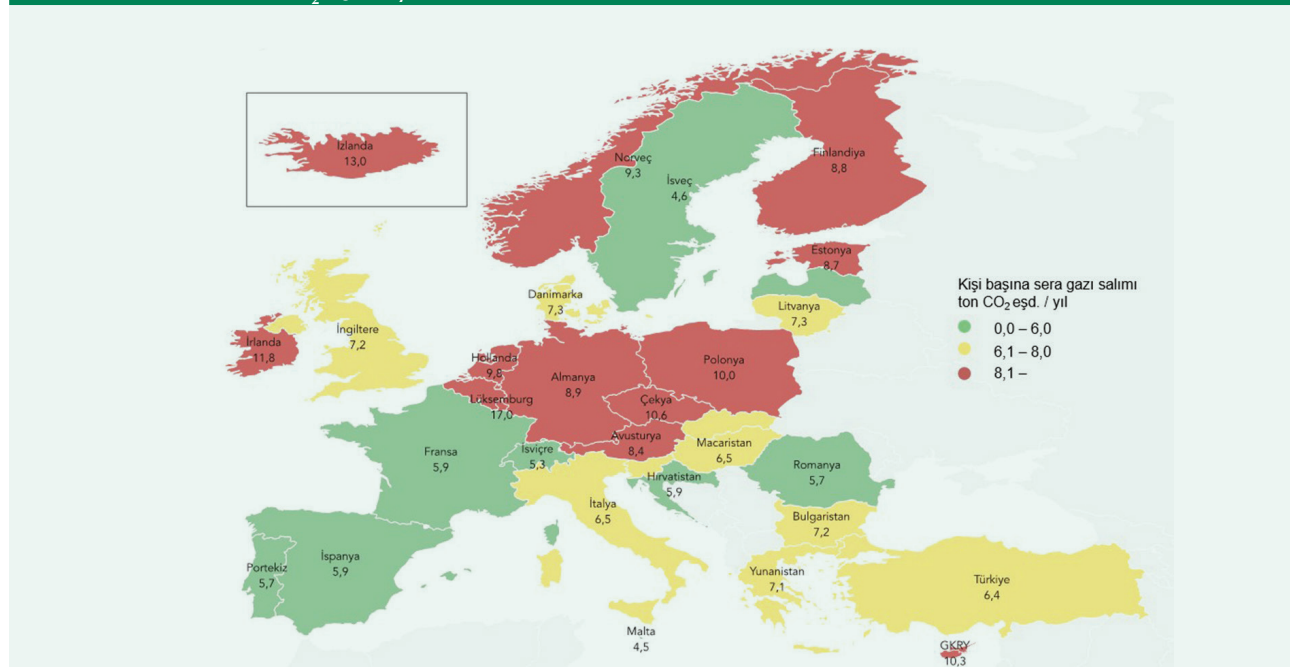 İzlanda
13,0
Norveç
9,3
İsveç
4,6
Finlandiya
8,8
Estonya
8,7
Danimarka
7,3
Litvanya
7,3
İngiltere
7,2
İrlanda
11,8
Hollanda
9,8
Almanya
8,9
Polonya
10,0
Lüksemburg
17,0
Çekya
10,6
Avusturya
8,4
Macaristan
6,5
Fransa
5,9
İsviçre
5,3
Hırvatistan
5,9
Romanya
5,7
İtalya
6,5
Bulgaristan
7,2
Portekiz
5,7
İspanya
5,9
Yunanistan
7,1
Türkiye
6,4
Malta
4,5
GKRY
10,3
Kişi başına sera gazı salımı
ton CO₂ eşd. / yıl
0,0 – 6,0
6,1 – 8,0
8,1 –